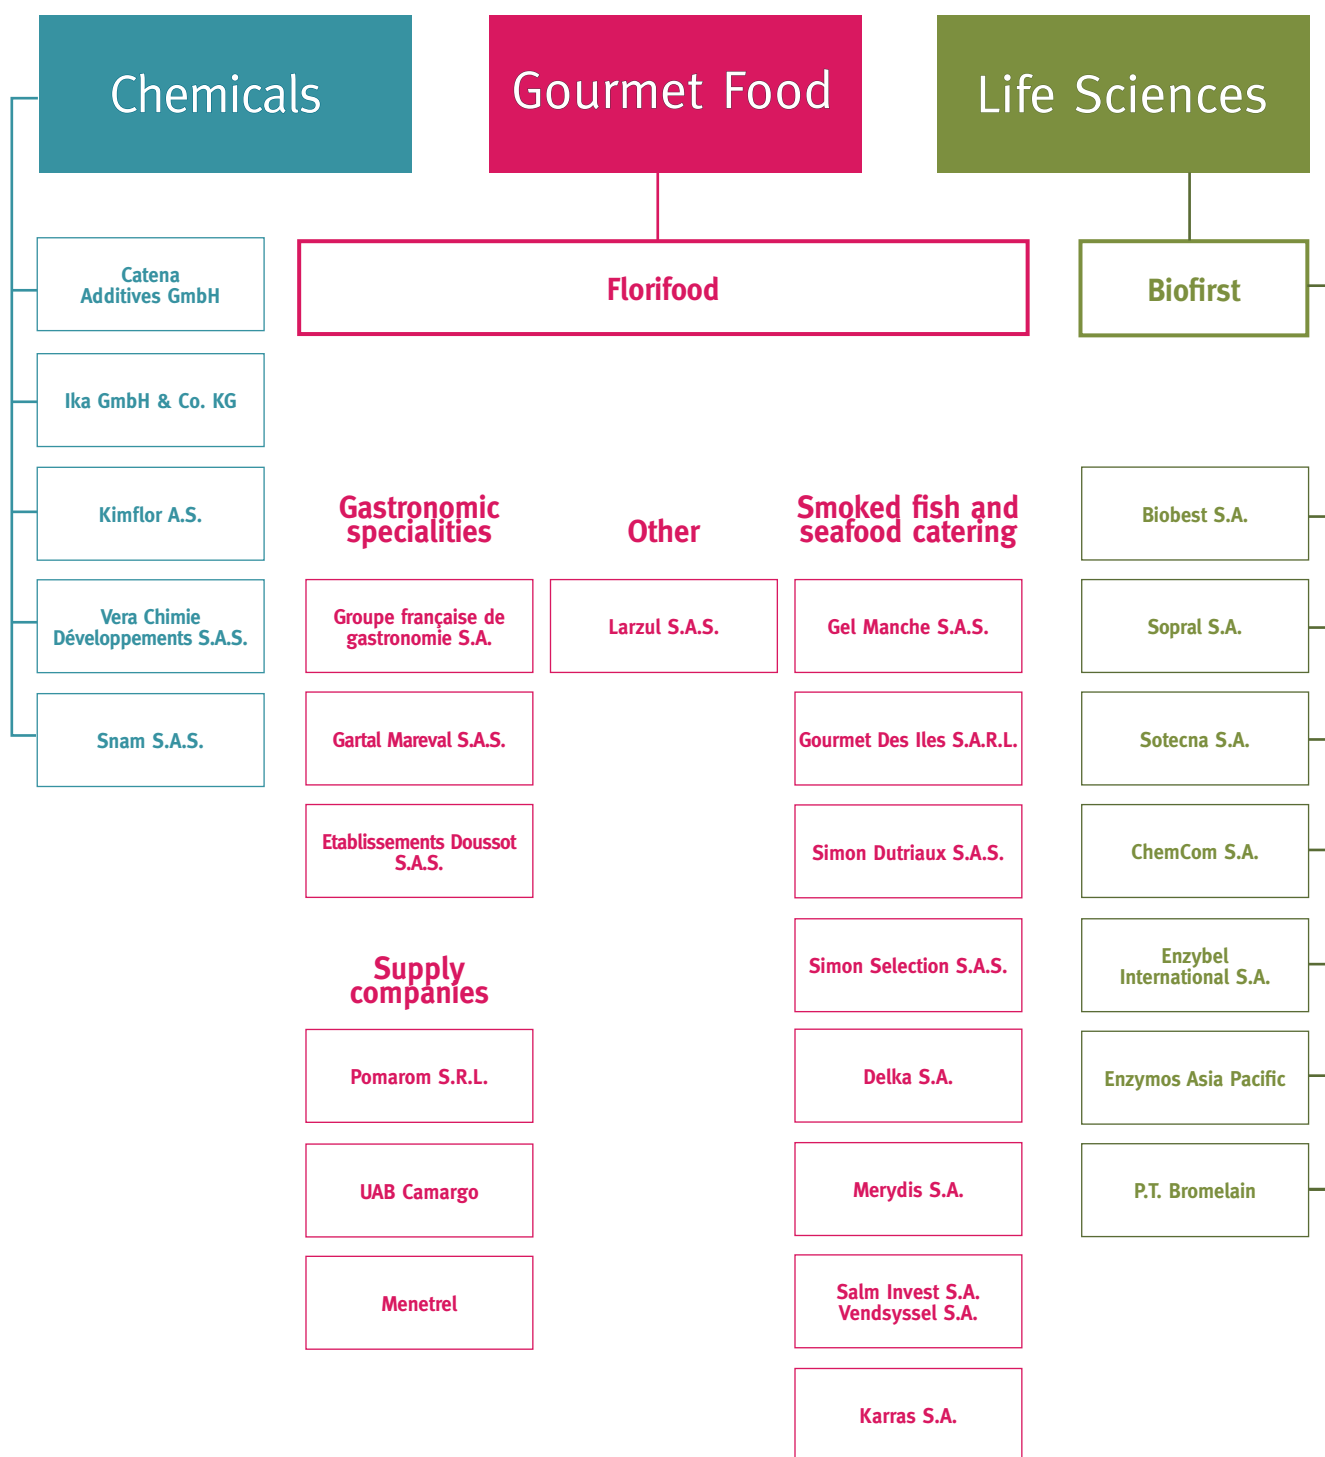 Chemicals
Gourmet Food
Life Sciences
Catena
Additives GmbH
Ika GmbH & Co. KG
Kimflor A.S.
Vera Chimie
Développements S.A.S.
Snam S.A.S.
Florifood
Gastronomic
specialities
Groupe française de
gastronomie S.A.
Gartal Mareval S.A.S.
Etablissements Doussot
S.A.S.
Supply
companies
Pomarom S.R.L.
UAB Camargo
Menetrel
Other
Larzul S.A.S.
Smoked fish and
seafood catering
Gel Manche S.A.S.
Gourmet Des Iles S.A.R.L.
Simon Dutriaux S.A.S.
Simon Selection S.A.S.
Delka S.A.
Merydis S.A.
Salm Invest S.A.
Vendsyssel S.A.
Karras S.A.
Biofirst
Biobest S.A.
Sopral S.A.
Sotecna S.A.
ChemCom S.A.
Enzybel
International S.A.
Enzymos Asia Pacific
P.T. Bromelain